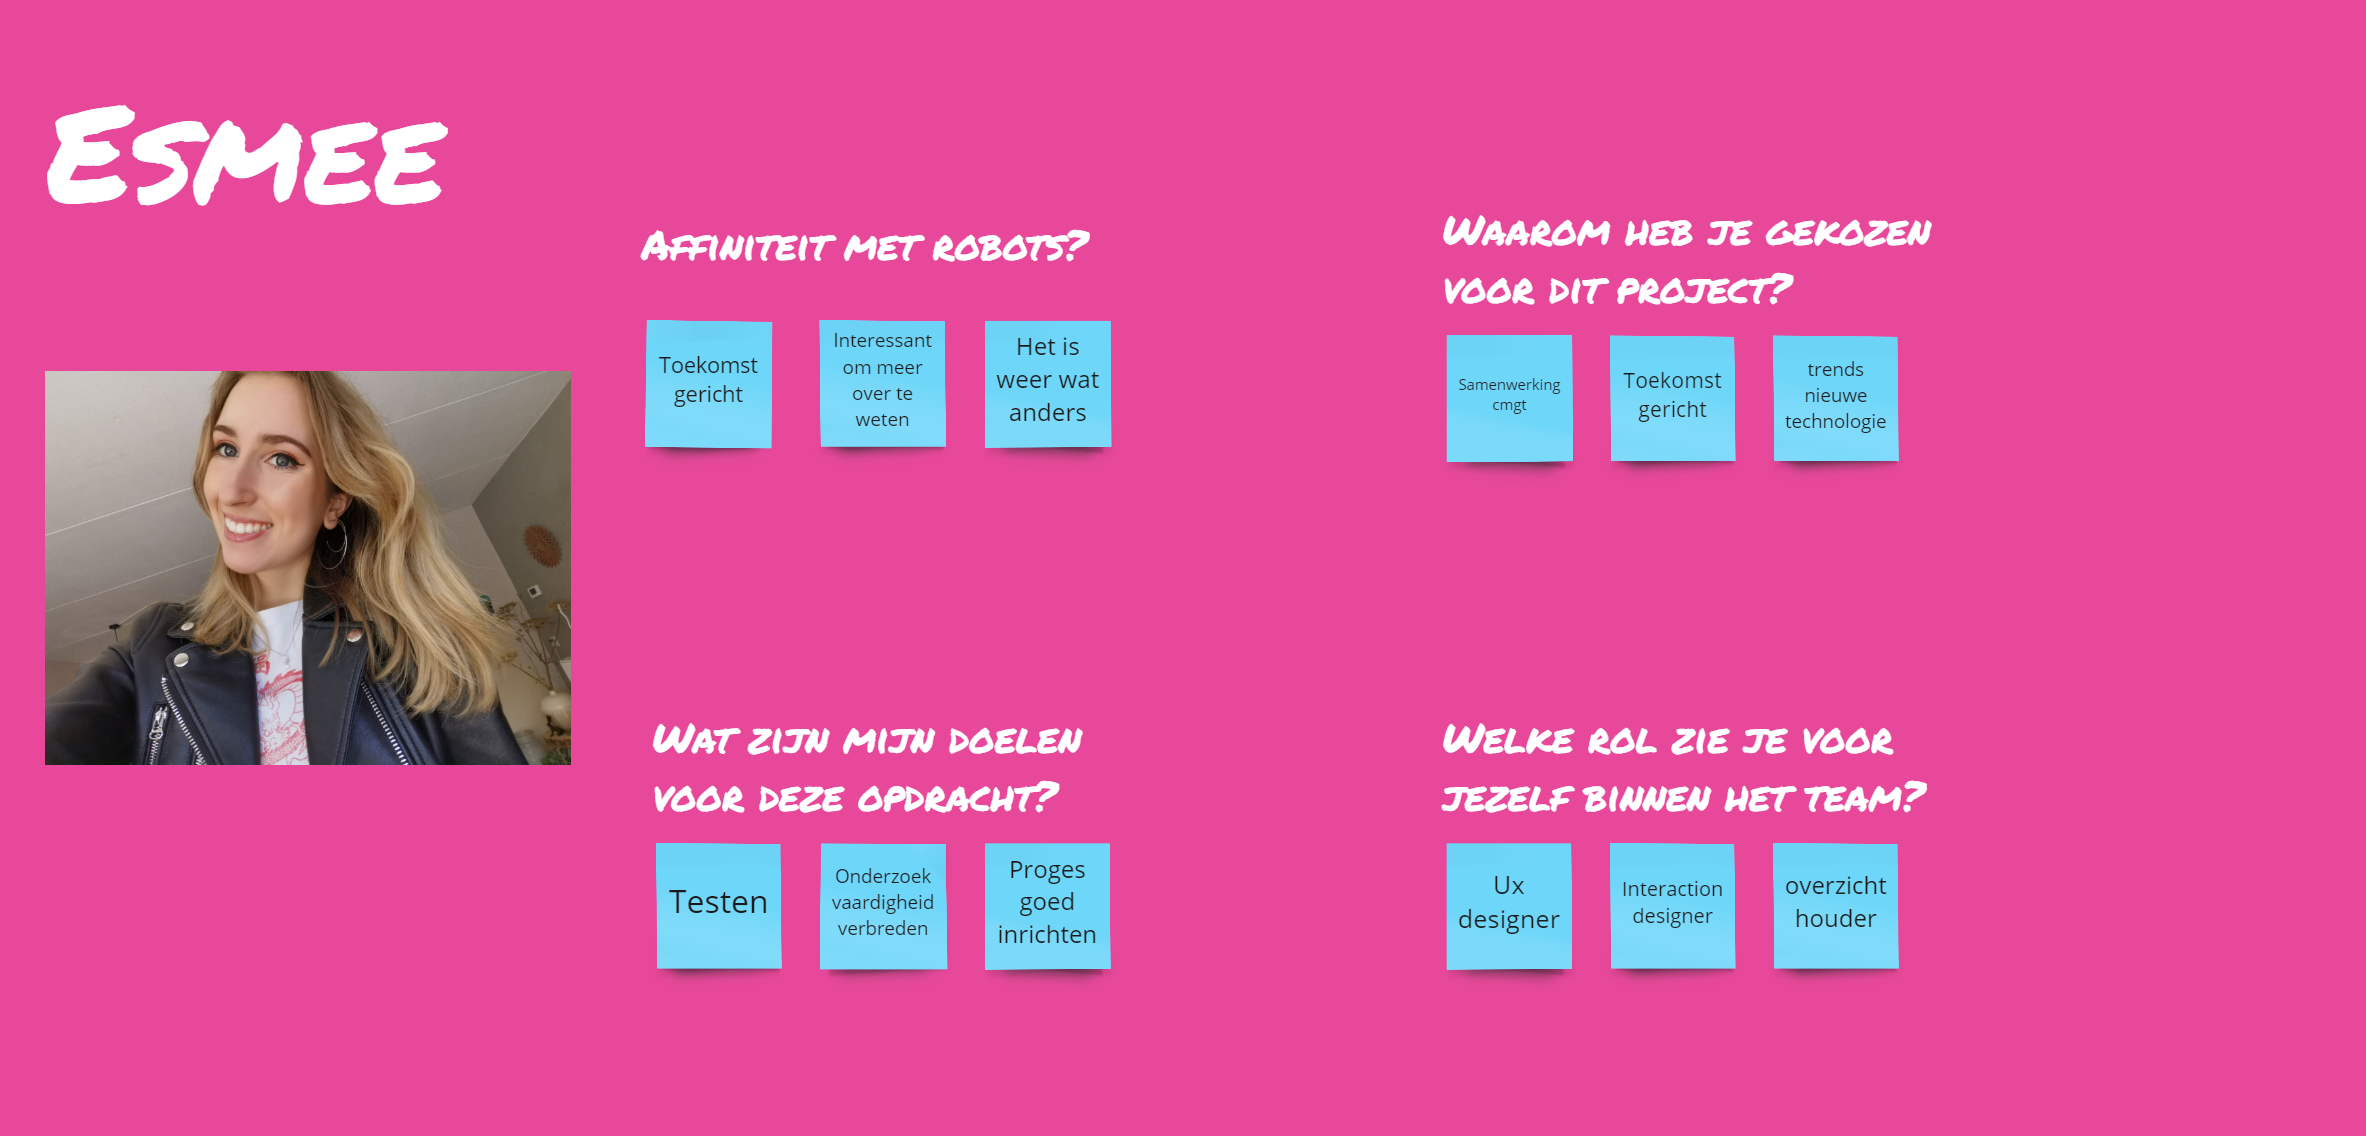 Esmee
Affiniteit met robots?
Toekomst
gericht
Interessant
om meer
over te
weten
Het is
weer wat
anders
Waarom heb je gekozen
voor dit project?
Samenwerking
cmgt
Toekomst
gericht
trends
nieuwe
technologie
Wat zijn mijn doelen
voor deze opdracht?
Testen
Onderzoek
vaardigheid
verbreden
Proges
goed
inrichten
Welke rol zie je voor
jezelf binnen het team?
Ux
designer
Interaction
designer
overzicht
houder